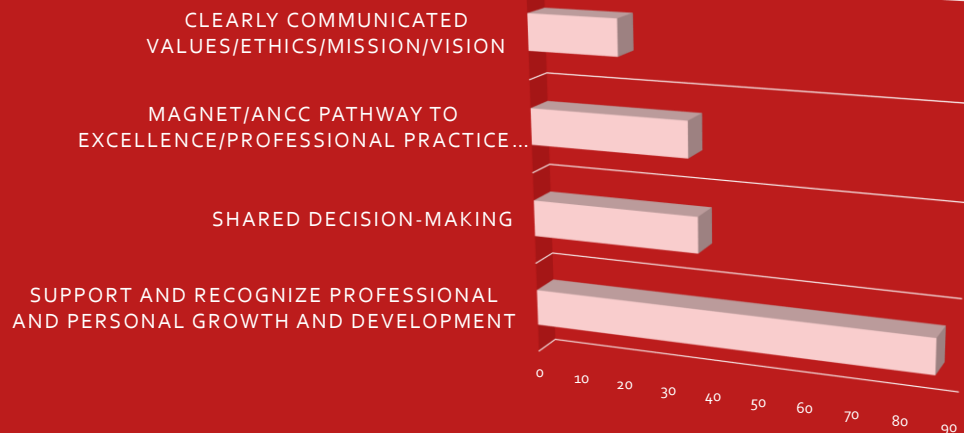 CLEARLY COMMUNICATED
VALUES/ETHICS/MISSION/VISION
MAGNET/ANCC PATHWAY TO
EXCELLENCE/PROFESSIONAL PRACTICE…
SHARED DECISION-MAKING
SUPPORT AND RECOGNIZE PROFESSIONAL
AND PERSONAL GROWTH AND DEVELOPMENT
0 10 20 30 40 50 60 70 80 90